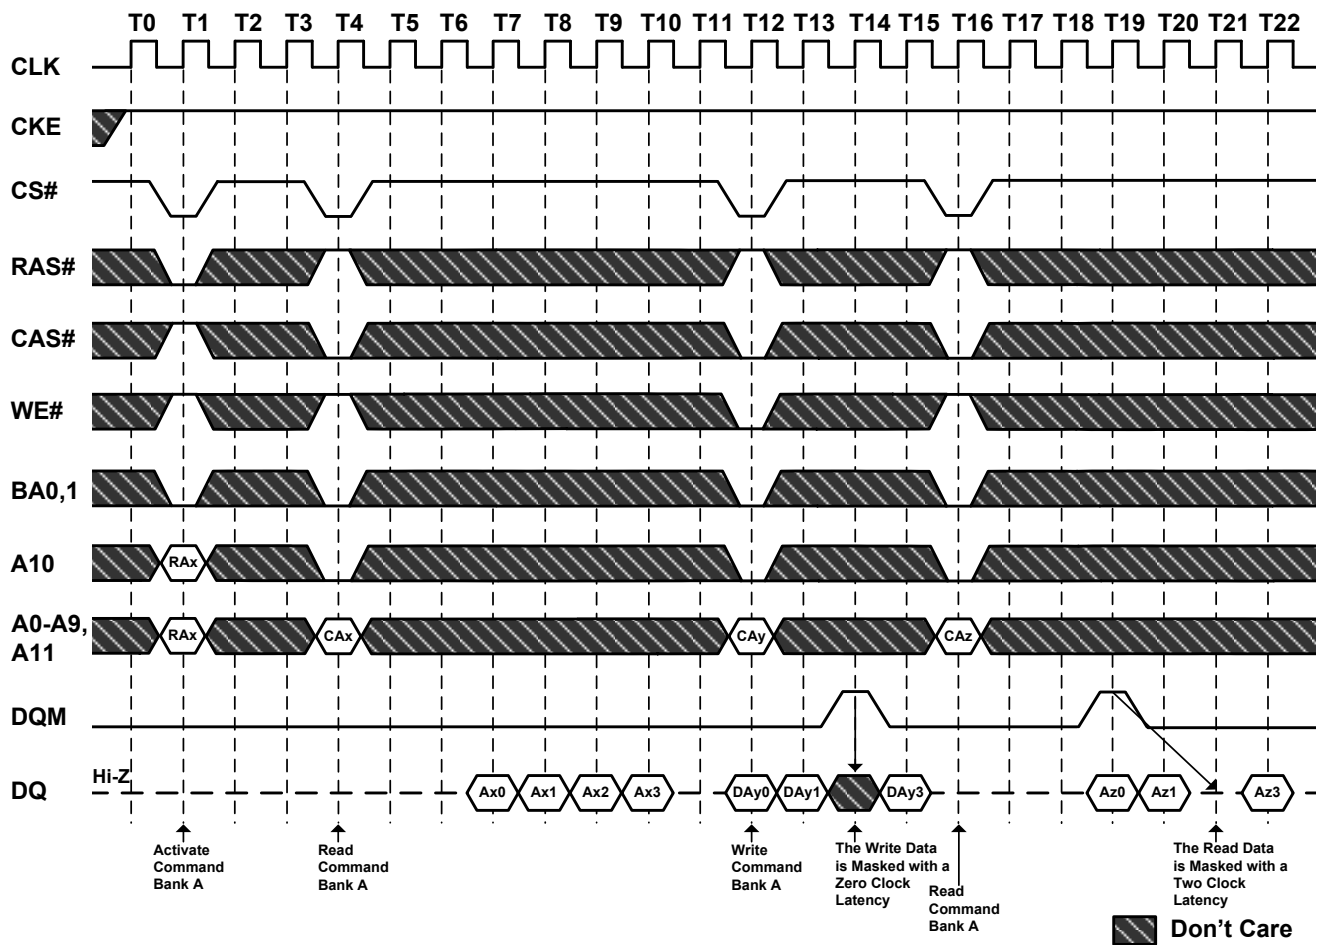 T0 T1 T2 T3 T4 T5 T6 T7 T8 T9 T10 T11 T12 T13 T14 T15 T16 T17 T18 T19 T20 T21 T22
CLK
CKE
CS#
RAS#
CAS#
WE#
BA0,1
A10 RAx
A0-A9,
A11
RAx CAx CAy CAz
DQM
Hi-Z
DQ Ax0 Ax1 Ax2 Ax3 DAy0 DAy1 DAy3 Az0 Az1 Az3
Activate
Command
Bank A
Read
Command
Bank A
Write
Command
Bank A
The Write Data
is Masked with a
Zero Clock
Latency
Read
Command
Bank A
The Read Data
is Masked with a
Two Clock
Latency
Don't Care